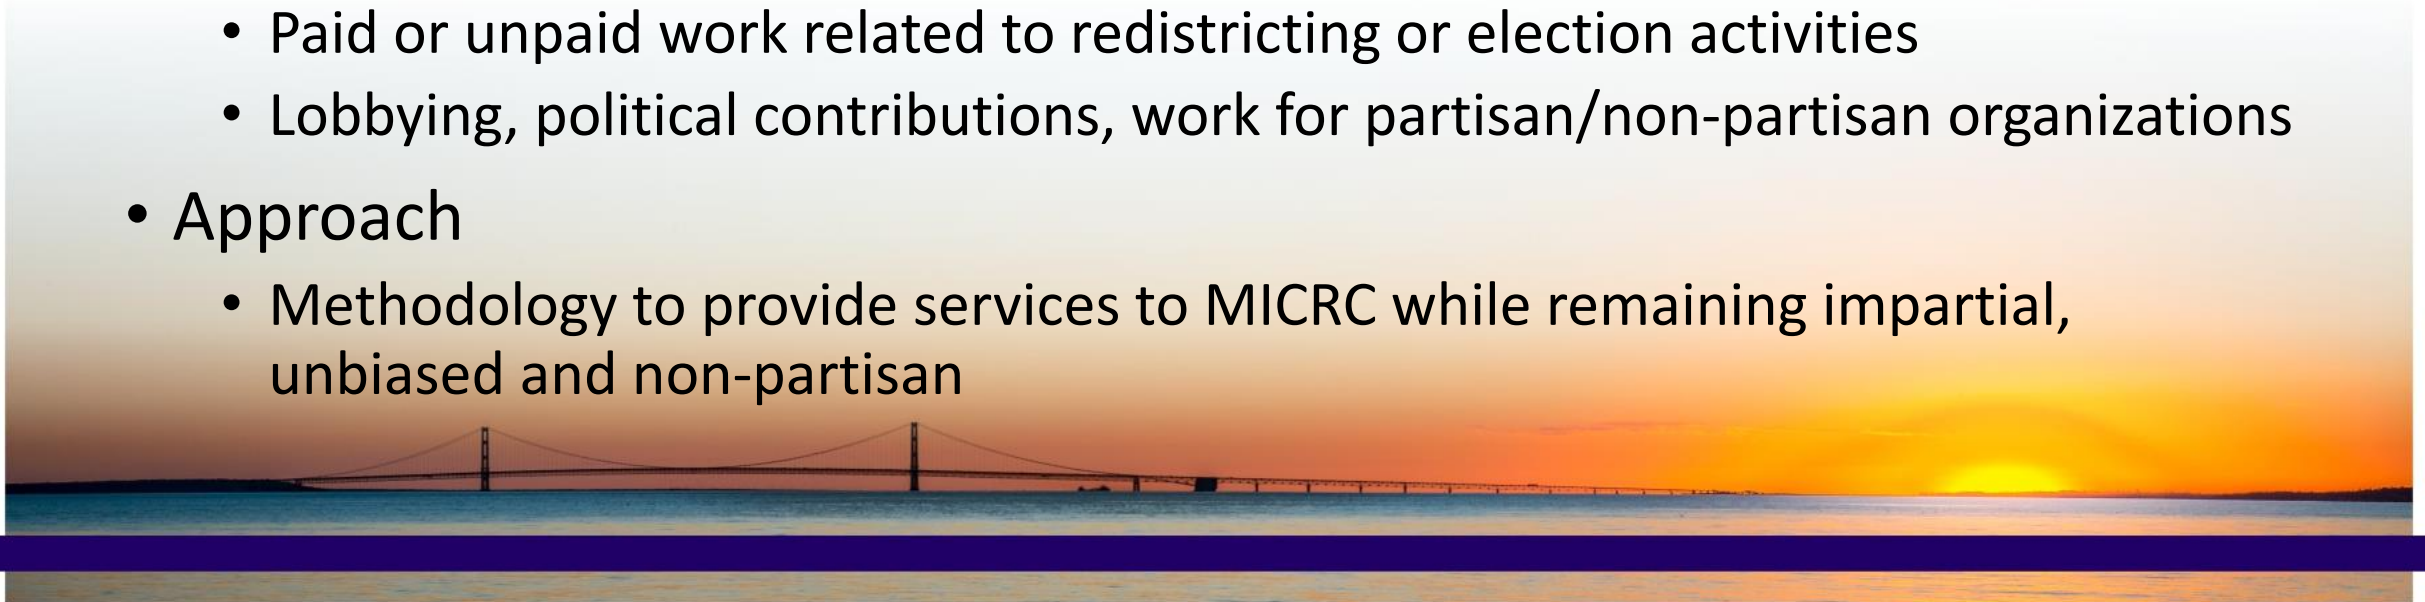 • Paid or unpaid work related to redistricting or election activities
• Lobbying, political contributions, work for partisan/non-partisan organizations
• Approach
• Methodology to provide services to MICRC while remaining impartial,
unbiased and non-partisan